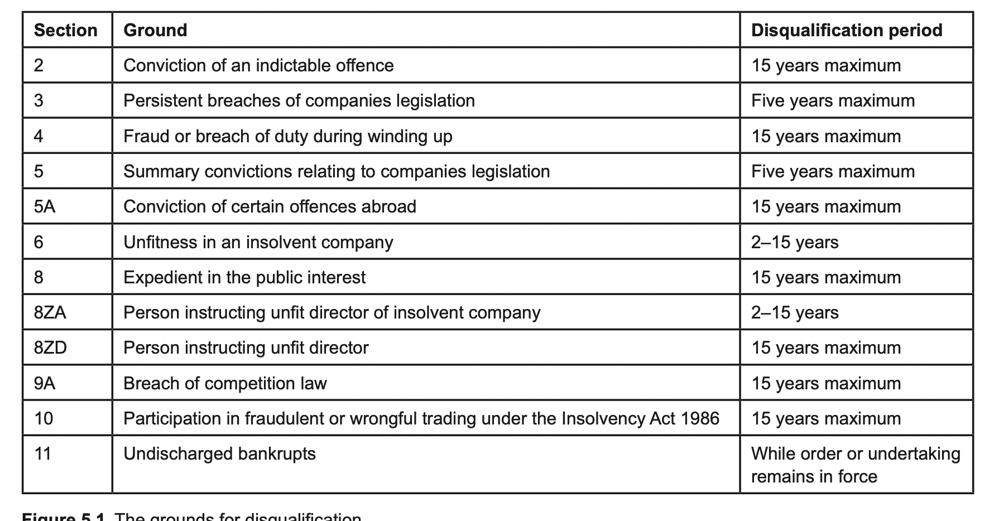 Section Ground Disqualification period
2 Conviction of an indictable offence 15 years maximum
3 Persistent breaches of companies legislation Five years maximum
4 Fraud or breach of duty during winding up 15 years maximum
5 Summary convictions relating to companies legislation Five years maximum
5A Conviction of certain offences abroad 15 years maximum
6 Unfitness in an insolvent company 2–15 years
8 Expedient in the public interest 15 years maximum
8ZA Person instructing unfit director of insolvent company 2–15 years
8ZD Person instructing unfit director 15 years maximum
9A Breach of competition law 15 years maximum
10 Participation in fraudulent or wrongful trading under the Insolvency Act 1986 15 years maximum
11 Undischarged bankrupts While order or undertaking
remains in force
Figure 5.1 The grounds for disqualification